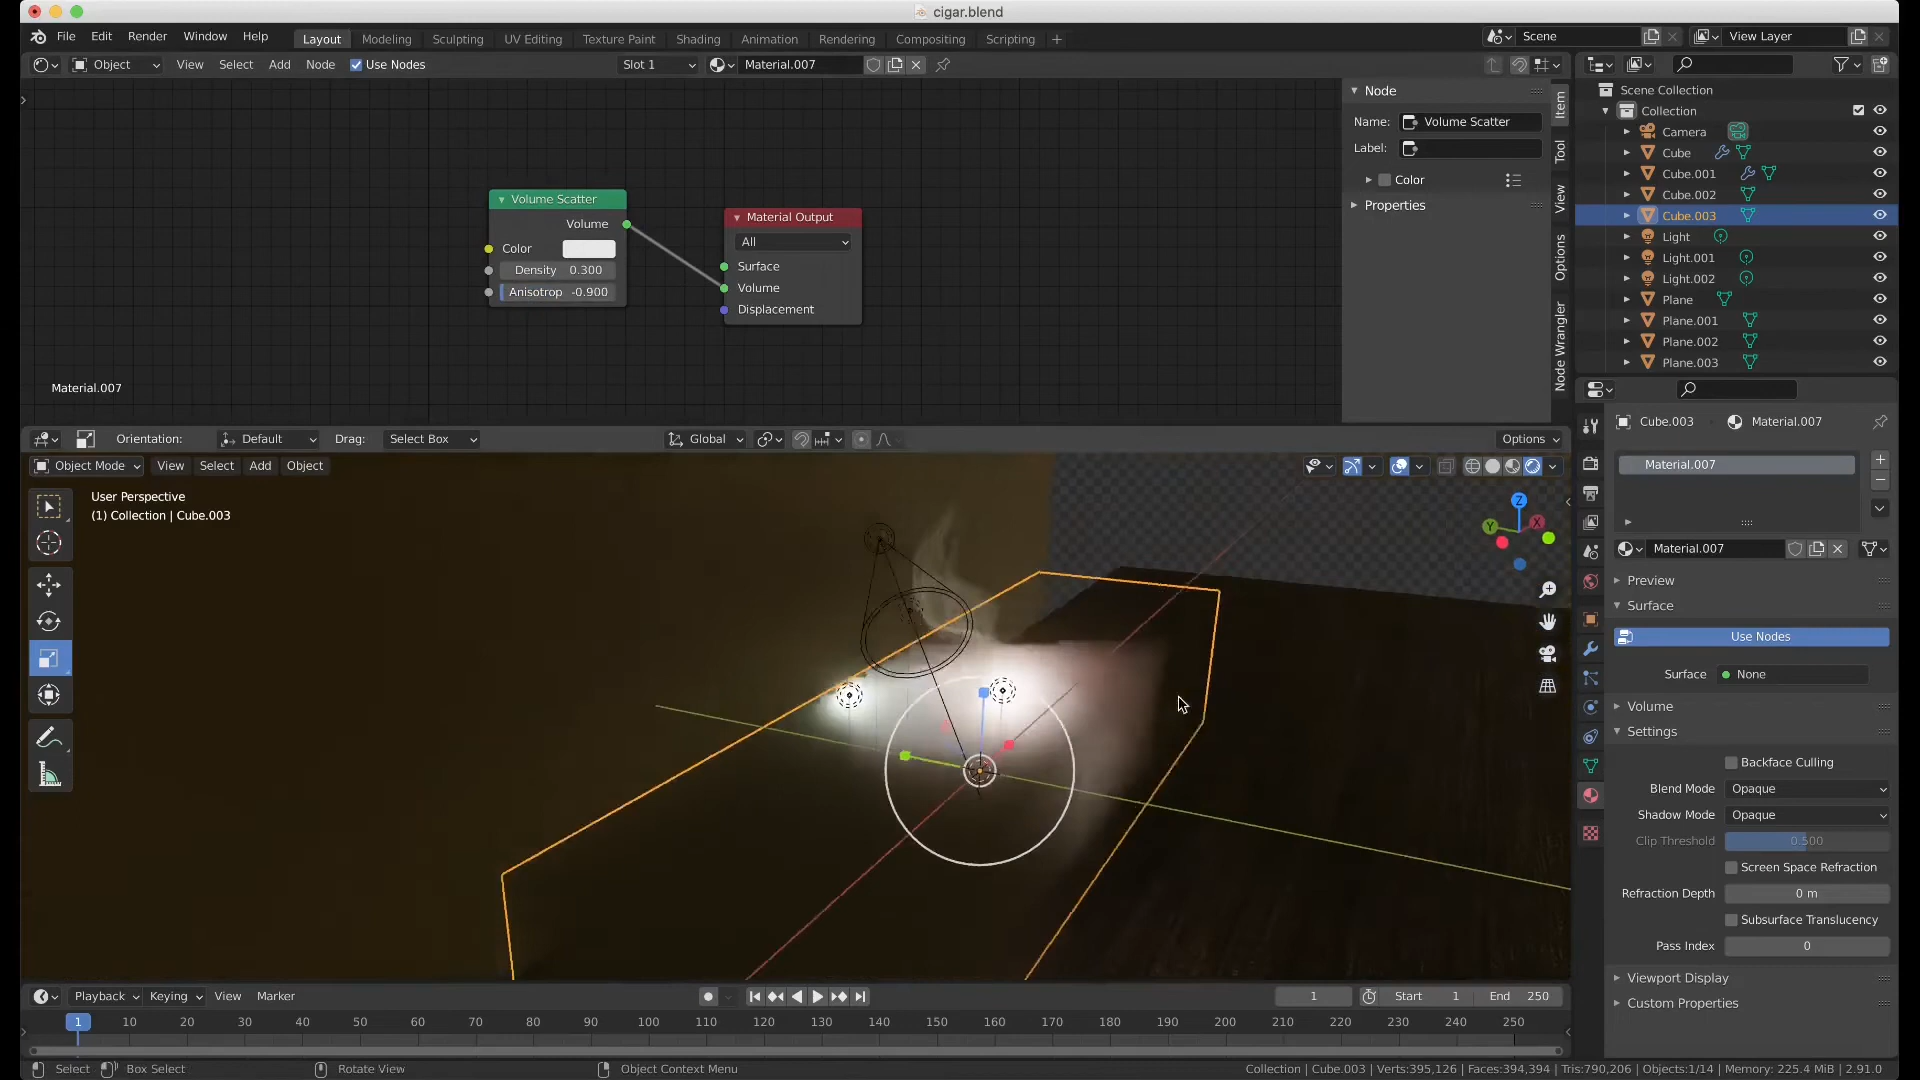 cigar.blend
File Edit Render Window Help Layout Modeling Sculpting UV Editing Texture Paint Shading Animation Rendering Compositing Scripting + Scene View Layer
Object View Select Add Node Use Nodes Slot 1 Material.007
Node
Name: Volume Scatter
Label:
Color
Properties
Item
Tool
View
Options
Node Wrangler
Volume Scatter
Volume
Color
Density 0.300
Anisotrop -0.900
Material Output
All
Surface
Volume
Displacement
Material.007
Scene Collection
Collection
Camera
Cube
Cube.001
Cube.002
Cube.003
Light
Light.001
Light.002
Plane
Plane.001
Plane.002
Plane.003
Orientation: Default Drag: Select Box Global Options
Object Mode View Select Add Object
User Perspective
(1) Collection | Cube.003
Z
Y
X
Cube.003 Material.007
Material.007
Material.007
Preview
Surface
Use Nodes
Surface None
Volume
Settings
Backface Culling
Blend Mode Opaque
Shadow Mode Opaque
Clip Threshold 0.500
Screen Space Refraction
Refraction Depth 0 m
Subsurface Translucency
Pass Index 0
Viewport Display
Custom Properties
Playback Keying View Marker 1 Start 1 End 250
1 10 20 30 40 50 60 70 80 90 100 110 120 130 140 150 160 170 180 190 200 210 220 230 240 250
Select Box Select Rotate View Object Context Menu Collection | Cube.003 | Verts:395,126 | Faces:394,394 | Tris:790,206 | Objects:1/14 | Memory: 225.4 MiB | 2.91.0